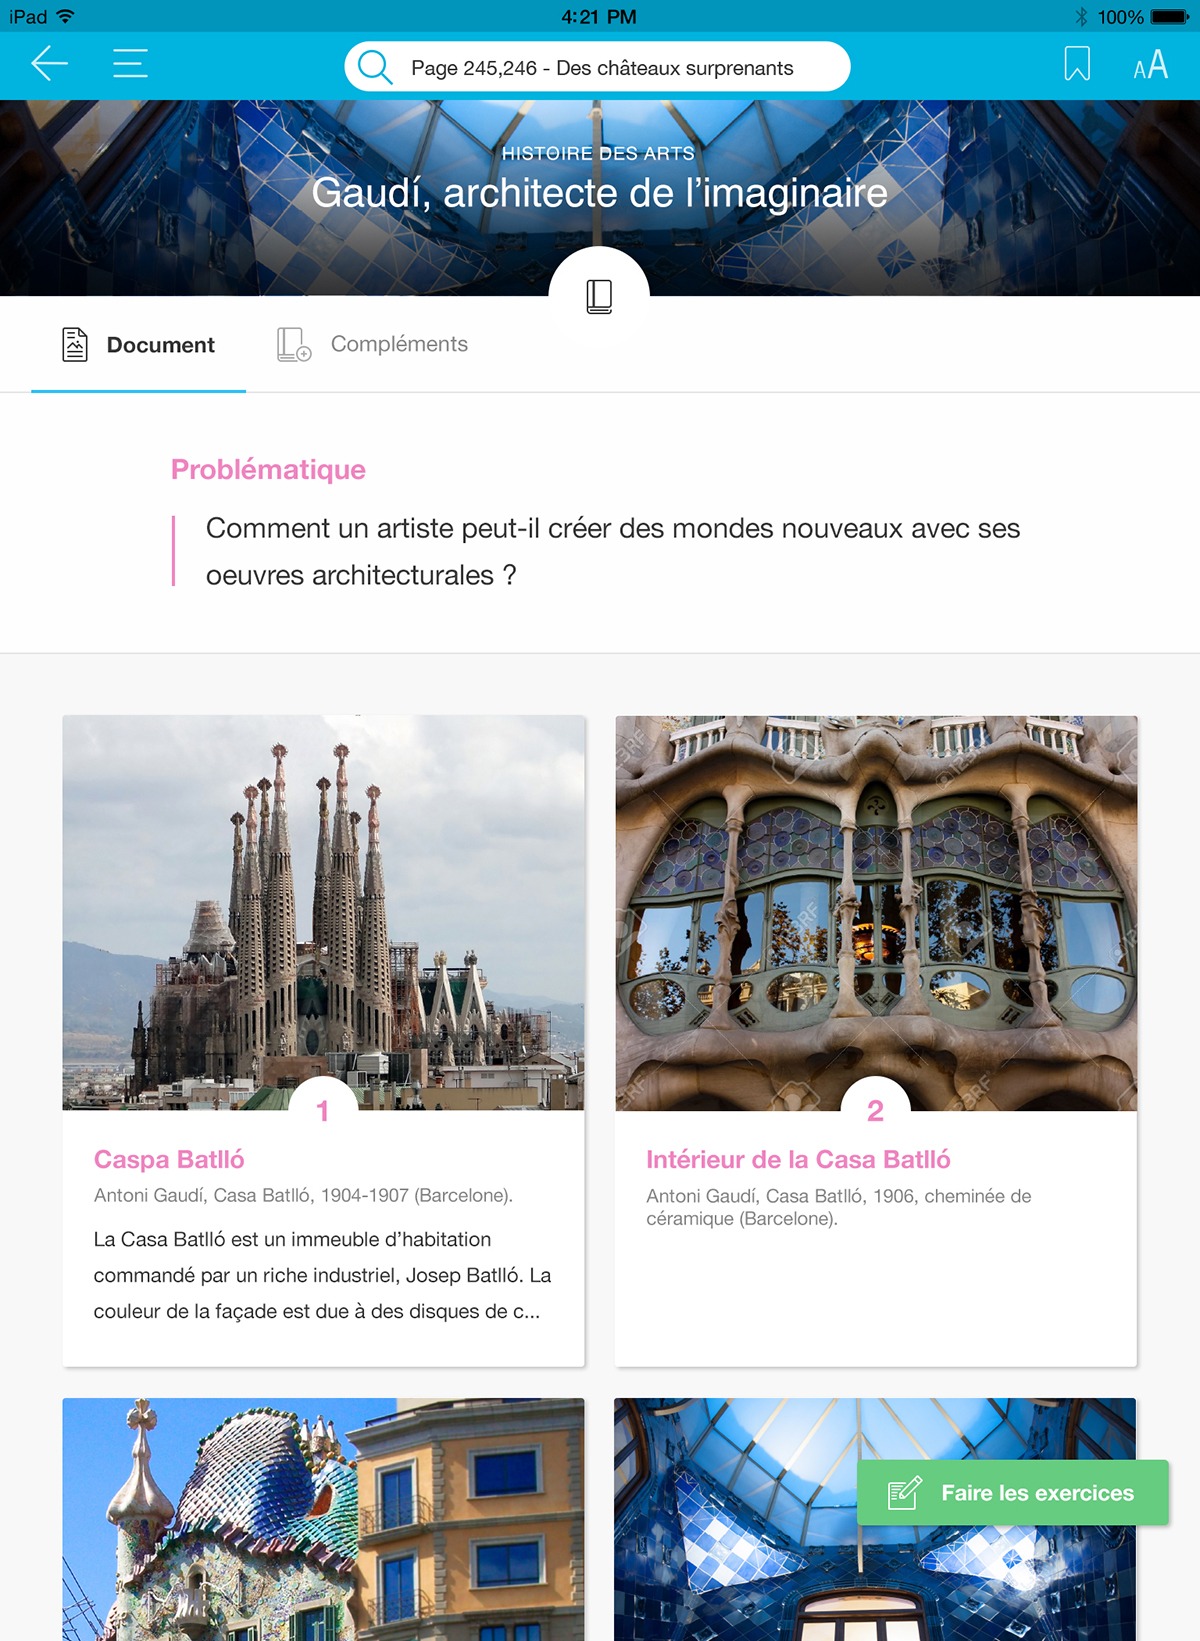 iPad
4:21 PM
100%
Page 245,246 - Des châteaux surprenants
AA
HISTOIRE DES ARTS
Gaudí, architecte de l’imaginaire
Document
Compléments
Problématique
Comment un artiste peut-il créer des mondes nouveaux avec ses
oeuvres architecturales ?
1
Caspa Batlló
Antoni Gaudí, Casa Batlló, 1904-1907 (Barcelone).
La Casa Batlló est un immeuble d’habitation
commandé par un riche industriel, Josep Batlló. La
couleur de la façade est due à des disques de c...
2
Intérieur de la Casa Batlló
Antoni Gaudí, Casa Batlló, 1906, cheminée de
céramique (Barcelone).
Faire les exercices